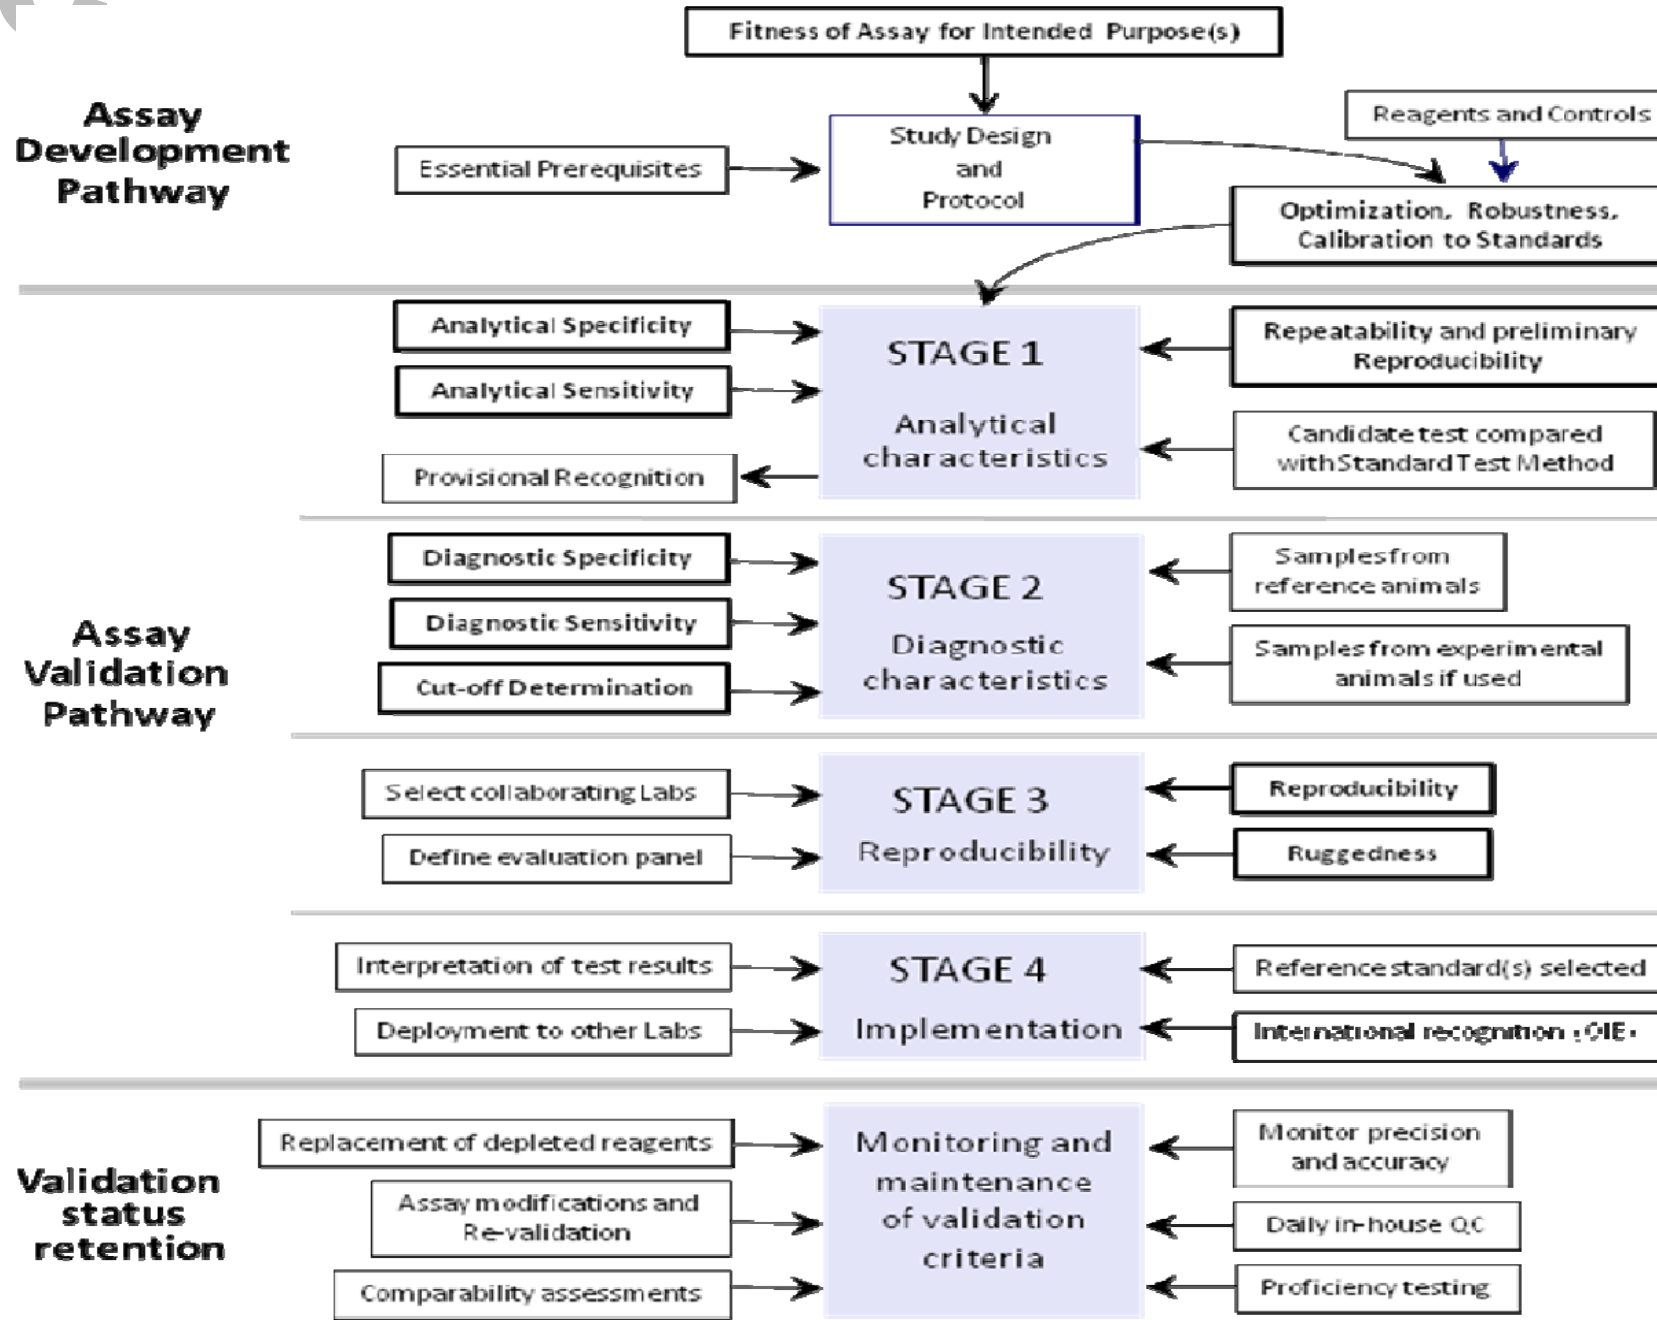 Fitness of Assay for Intended Purpose(s)
Assay
Development
Pathway
Essential Prerequisites
Study Design
and
Protocol
Reagents and Controls
Optimization, Robustness,
Calibration to Standards
Assay
Validation
Pathway
Analytical Specificity
Analytical Sensitivity
Provisional Recognition
STAGE 1
Analytical
characteristics
Repeatability and preliminary
Reproducibility
Candidate test compared
with Standard Test Method
Diagnostic Specificity
Diagnostic Sensitivity
Cut-off Determination
STAGE 2
Diagnostic
characteristics
Samples from
reference animals
Samples from experimental
animals if used
Select collaborating Labs
Define evaluation panel
STAGE 3
Reproducibility
Reproducibility
Ruggedness
Interpretation of test results
Deployment to other Labs
STAGE 4
Implementation
Reference standard(s) selected
International recognition (OIE)
Validation
status
retention
Replacement of depleted reagents
Assay modifications and
Re-validation
Comparability assessments
Monitoring and
maintenance
of validation
criteria
Monitor precision
and accuracy
Daily in-house QC
Proficiency testing